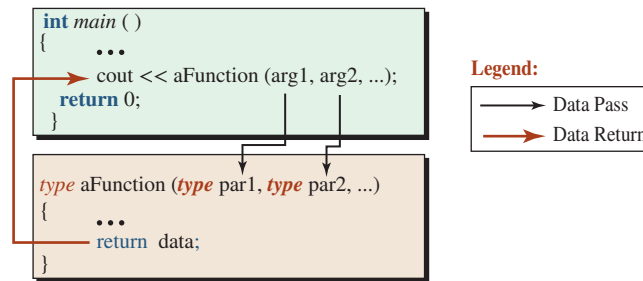 int main ( )
{
...
cout << aFunction (arg1, arg2, ...);
return 0;
}
type aFunction (type par1, type par2, ...)
{
...
return data;
}
Legend:
Data Pass
Data Return